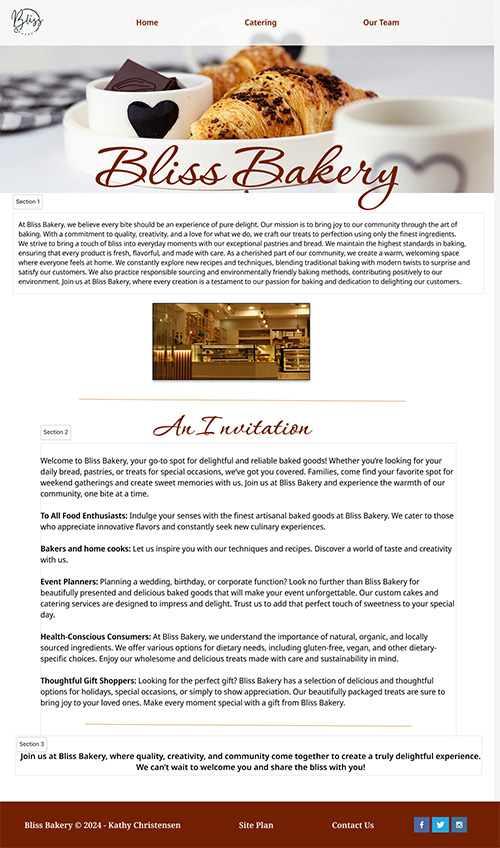 Bliss
Home Catering Our Team
Bliss Bakery
Section 1
At Bliss Bakery, we believe every bite should be an experience of pure delight. Our mission is to bring joy to our community through the art of
baking. With a commitment to quality, creativity, and a love for what we do, we craft our treats to perfection using only the finest ingredients.
We strive to bring a touch of bliss into everyday moments with our exceptional pastries and bread. We maintain the highest standards in baking,
ensuring that every product is fresh, flavorful, and made with care. As a cherished part of our community, we create a warm, welcoming space
where everyone feels at home. We constantly explore new recipes and techniques, blending traditional baking with modern twists to surprise and
satisfy our customers. We also practice responsible sourcing and environmentally friendly baking methods, contributing positively to our
environment. Join us at Bliss Bakery, where every creation is a testament to our passion for baking and dedication to delighting our customers.
Section 2
An Invitation
Welcome to Bliss Bakery, your go-to spot for delightful and reliable baked goods! Whether you're looking for your
daily bread, pastries, or treats for special occasions, we've got you covered. Families, come find your favorite spot for
weekend gatherings and create sweet memories with us. Join us at Bliss Bakery and experience the warmth of our
community, one bite at a time.
To All Food Enthusiasts: Indulge your senses with the finest artisanal baked goods at Bliss Bakery. We cater to those
who appreciate innovative flavors and constantly seek new culinary experiences.
Bakers and home cooks: Let us inspire you with our techniques and recipes. Discover a world of taste and creativity
with us.
Event Planners: Planning a wedding, birthday, or corporate function? Look no further than Bliss Bakery for
beautifully presented and delicious baked goods that will make your event unforgettable. Our custom cakes and
catering services are designed to impress and delight. Trust us to add that perfect touch of sweetness to your special
day.
Health-Conscious Consumers: At Bliss Bakery, we understand the importance of natural, organic, and locally
sourced ingredients. We offer various options for dietary needs, including gluten-free, vegan, and other dietary-
specific choices. Enjoy our wholesome and delicious treats made with care and sustainability in mind.
Thoughtful Gift Shoppers: Looking for the perfect gift? Bliss Bakery has a selection of delicious and thoughtful
options for holidays, special occasions, or simply to show appreciation. Our beautifully packaged treats are sure to
bring joy to your loved ones. Make every moment special with a gift from Bliss Bakery.
Section 3
Join us at Bliss Bakery, where quality, creativity, and community come together to create a truly delightful experience.
We can't wait to welcome you and share the bliss with you!
Bliss Bakery © 2024 - Kathy Christensen Site Plan Contact Us